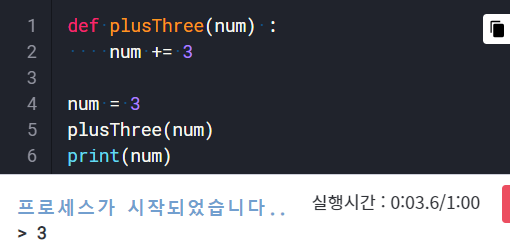 1 def plusThree(num) :
2     num += 3
3
4 num = 3
5 plusThree(num)
6 print(num)
프로세스가 시작되었습니다.. 실행시간 : 0:03.6/1:00
> 3